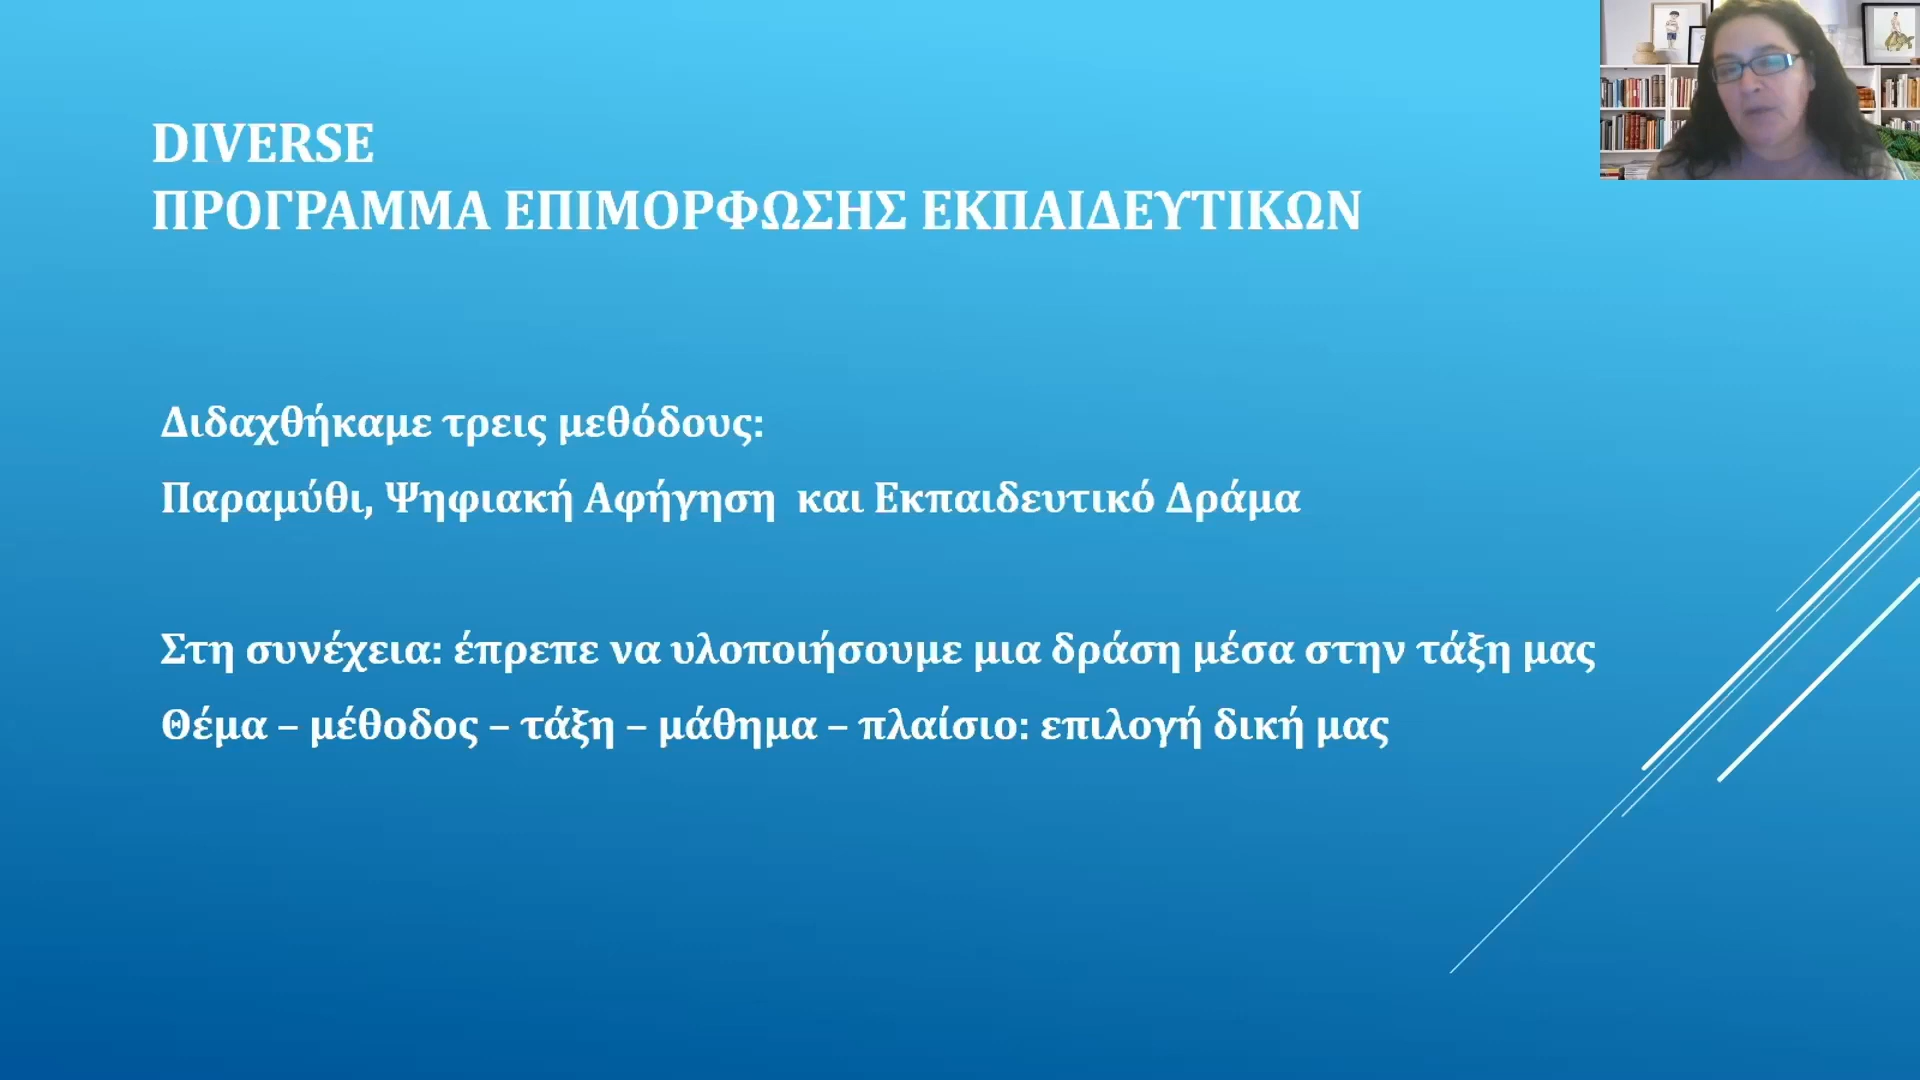 DIVERSE
ΠΡΟΓΡΑΜΜΑ ΕΠΙΜΟΡΦΩΣΗΣ ΕΚΠΑΙΔΕΥΤΙΚΩΝ
Διδαχθήκαμε τρεις μεθόδους:
Παραμύθι, Ψηφιακή Αφήγηση και Εκπαιδευτικό Δράμα
Στη συνέχεια: έπρεπε να υλοποιήσουμε μια δράση μέσα στην τάξη μας
Θέμα – μέθοδος – τάξη – μάθημα – πλαίσιο: επιλογή δική μας